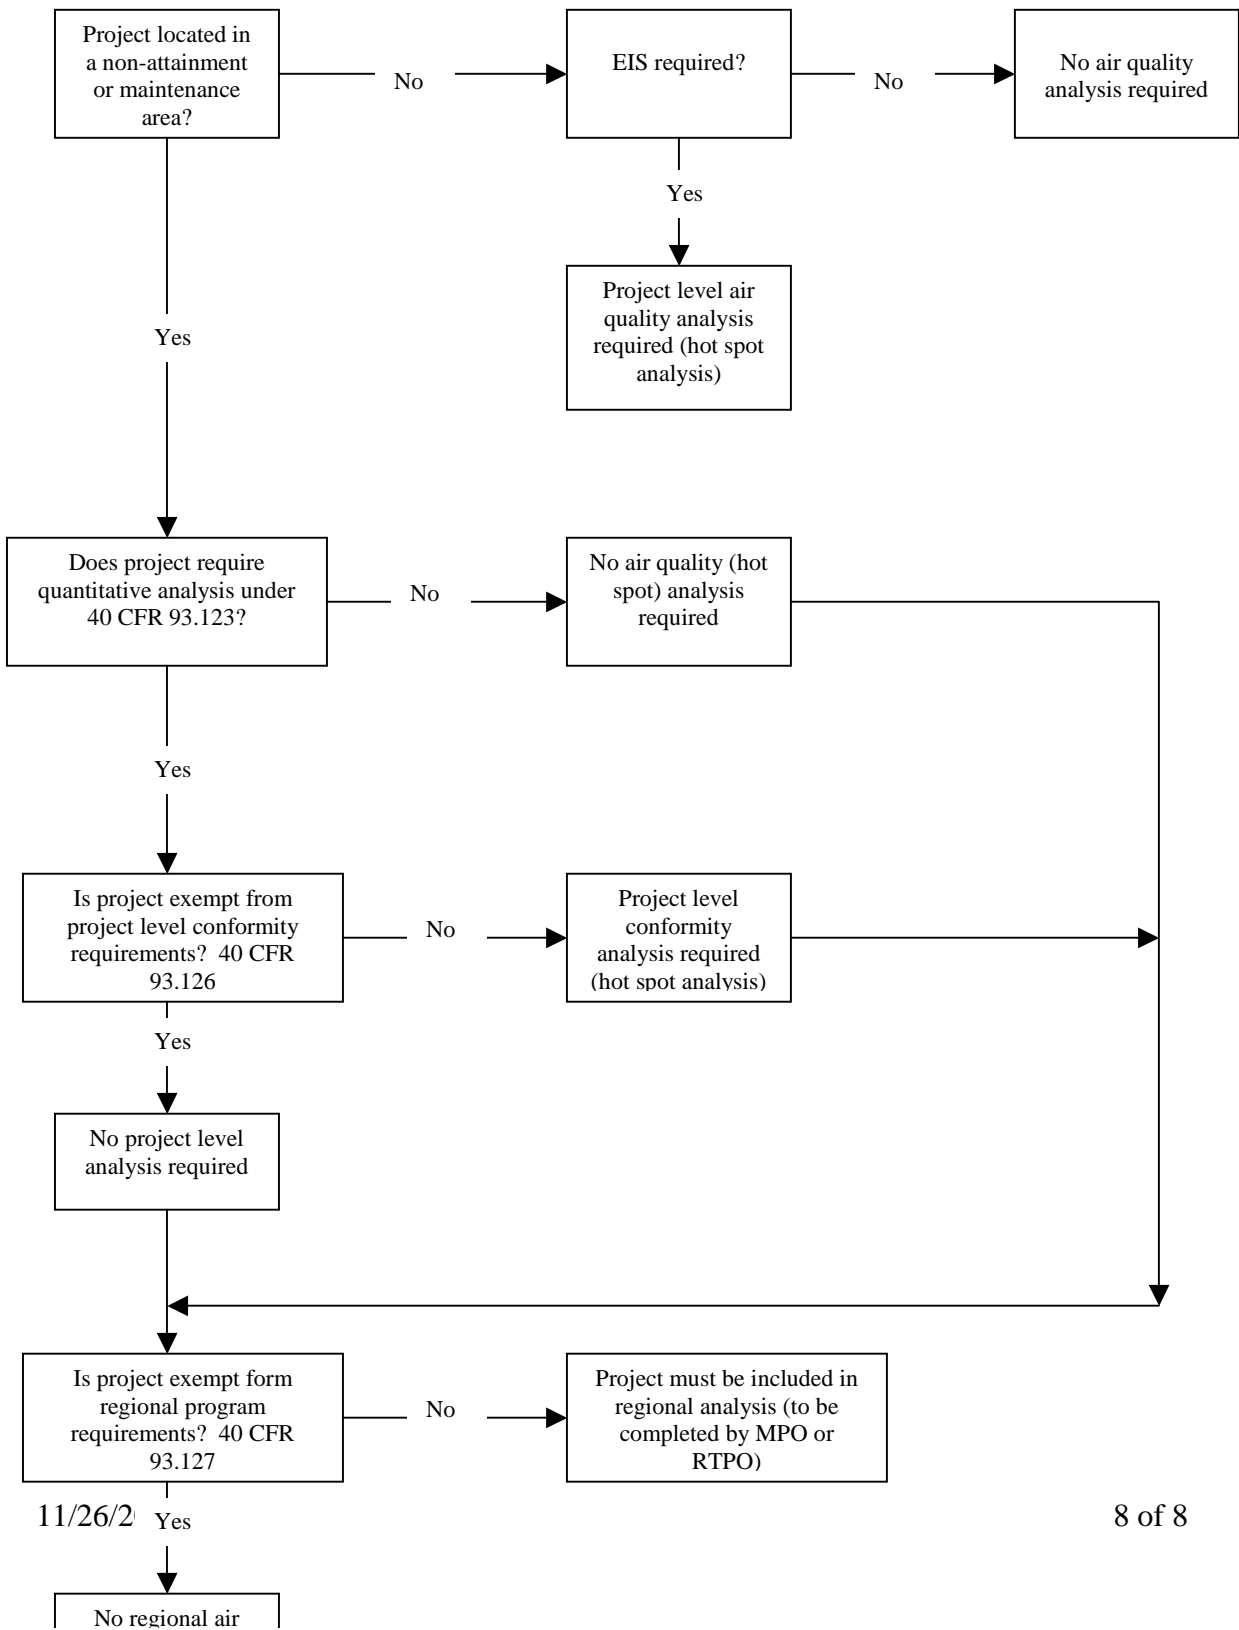 Project located in
a non-attainment
or maintenance
area?
No
EIS required?
No
No air quality
analysis required
Yes
Project level air
quality analysis
required (hot spot
analysis)
Yes
Does project require
quantitative analysis under
40 CFR 93.123?
No
No air quality (hot
spot) analysis
required
Yes
Is project exempt from
project level conformity
requirements?  40 CFR
93.126
No
Project level
conformity
analysis required
(hot spot analysis)
Yes
No project level
analysis required
Is project exempt form
regional program
requirements?  40 CFR
93.127
No
Project must be included in
regional analysis (to be
completed by MPO or
RTPO)
11/26/2
Yes
8 of 8
No regional air